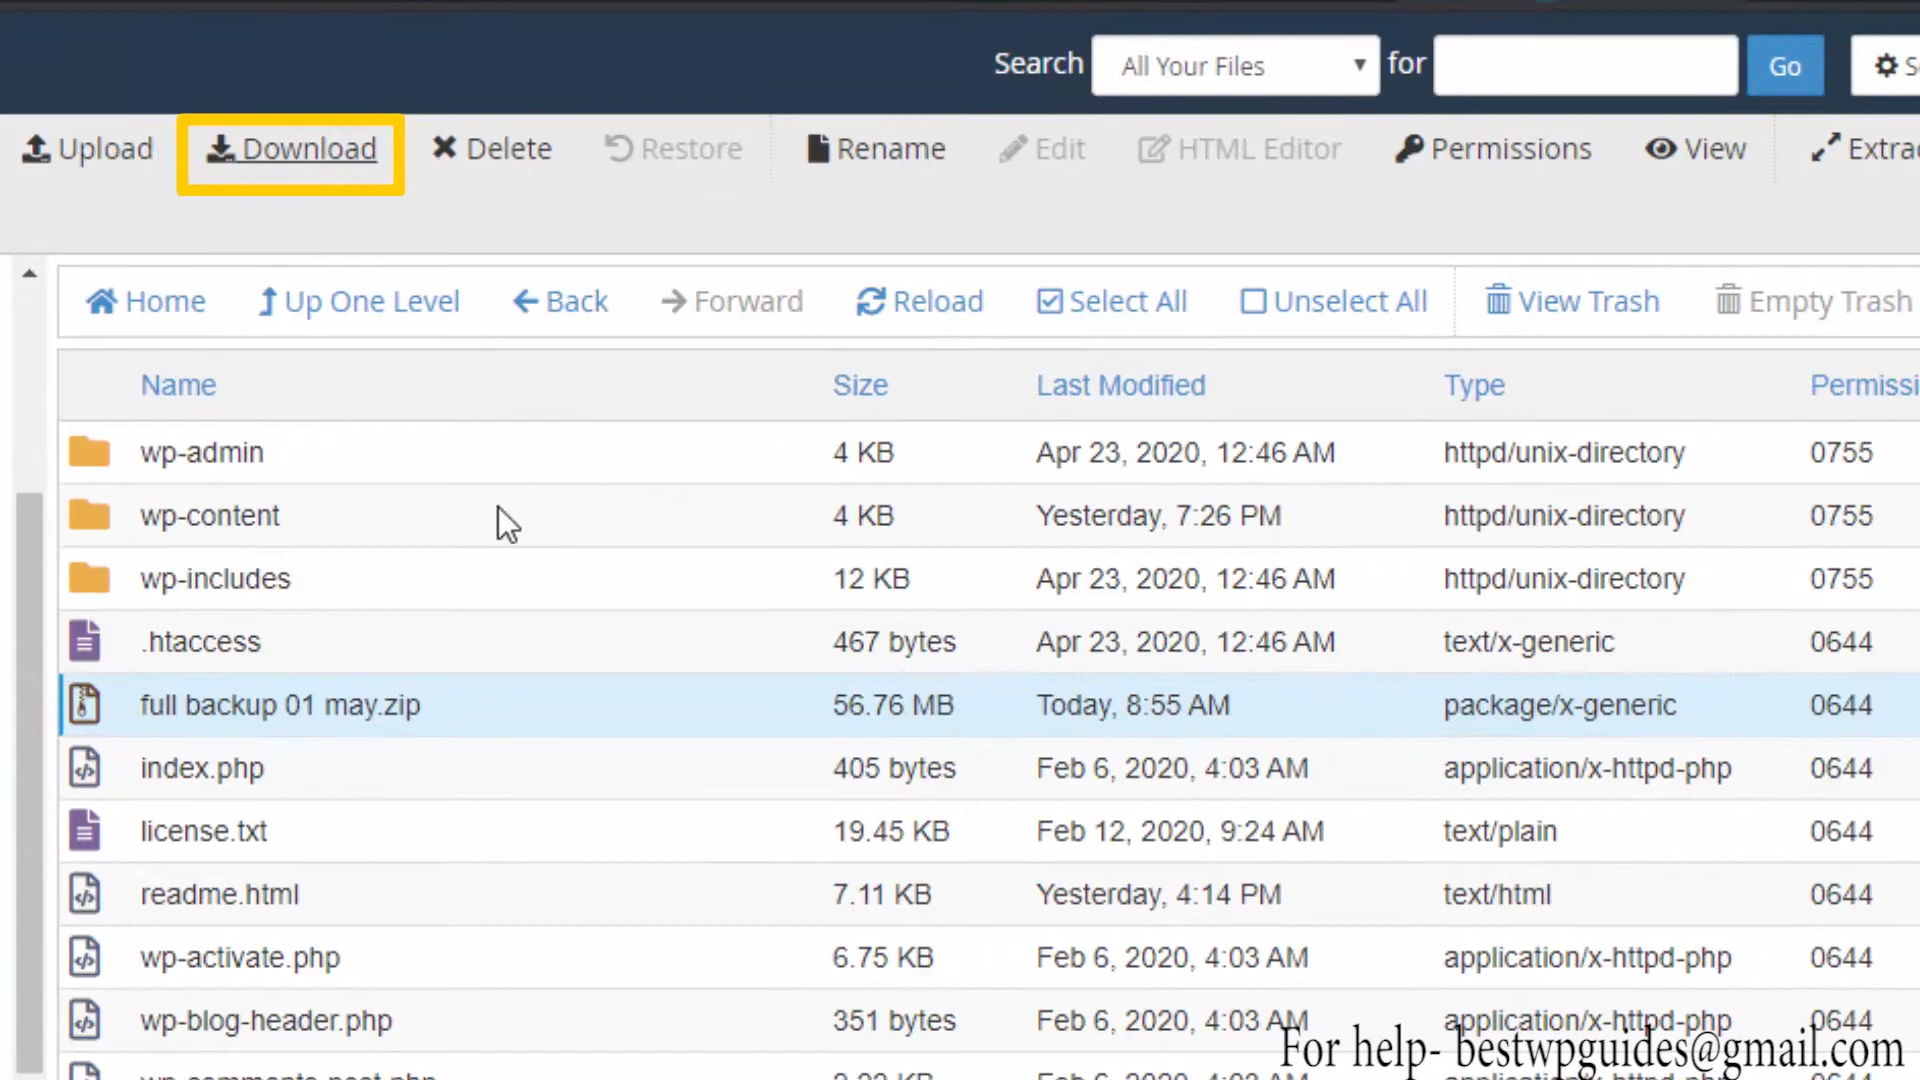 Search All Your Files for Go
Upload Download Delete Restore Rename Edit HTML Editor Permissions View
Home Up One Level Back Forward Reload Select All Unselect All View Trash Empty Trash
Name Size Last Modified Type
wp-admin 4 KB Apr 23, 2020, 12:46 AM httpd/unix-directory 0755
wp-content 4 KB Yesterday, 7:26 PM httpd/unix-directory 0755
wp-includes 12 KB Apr 23, 2020, 12:46 AM httpd/unix-directory 0755
.htaccess 467 bytes Apr 23, 2020, 12:46 AM text/x-generic 0644
full backup 01 may.zip 56.76 MB Today, 8:55 AM package/x-generic 0644
index.php 405 bytes Feb 6, 2020, 4:03 AM application/x-httpd-php 0644
license.txt 19.45 KB Feb 12, 2020, 9:24 AM text/plain 0644
readme.html 7.11 KB Yesterday, 4:14 PM text/html 0644
wp-activate.php 6.75 KB Feb 6, 2020, 4:03 AM application/x-httpd-php 0644
wp-blog-header.php 351 bytes Feb 6, 2020, 4:03 AM application/x-httpd-php 0644
For help- bestwpguides@gmail.com